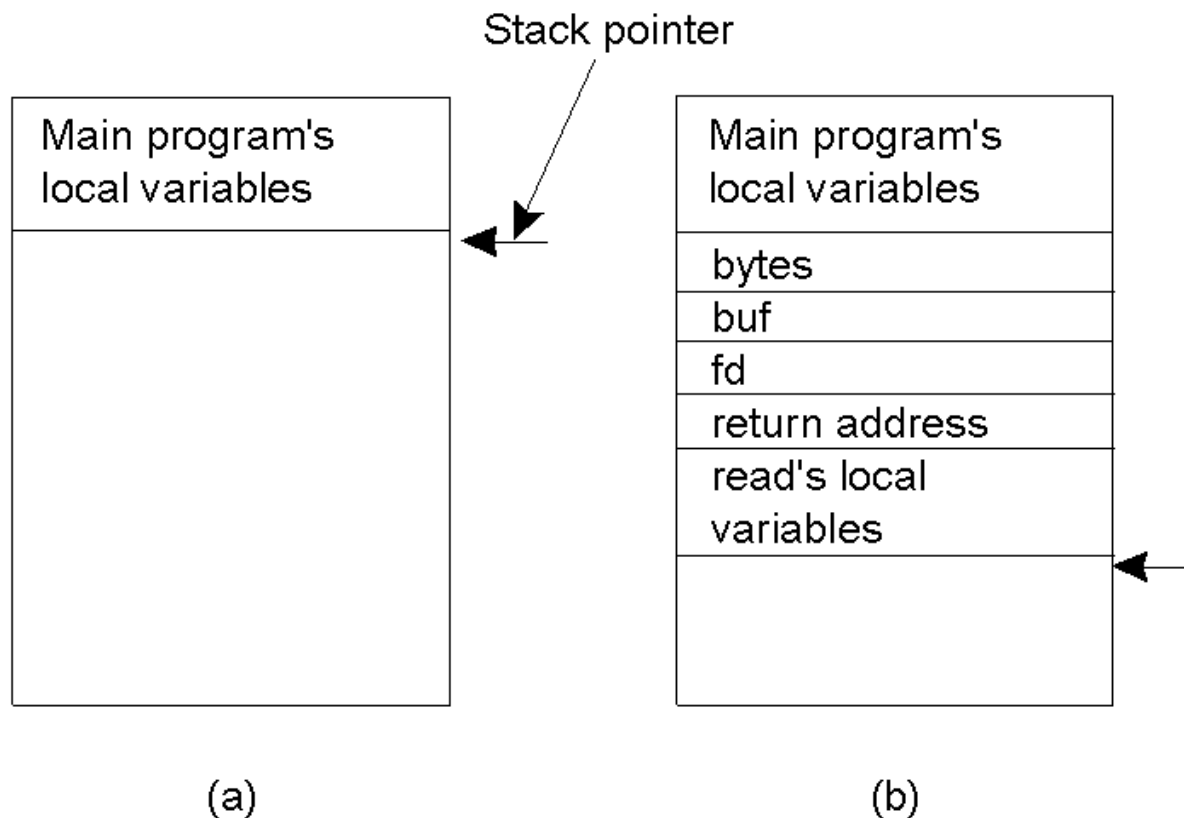 Stack pointer
Main program's
local variables
Main program's
local variables
bytes
buf
fd
return address
read's local
variables
(a)
(b)